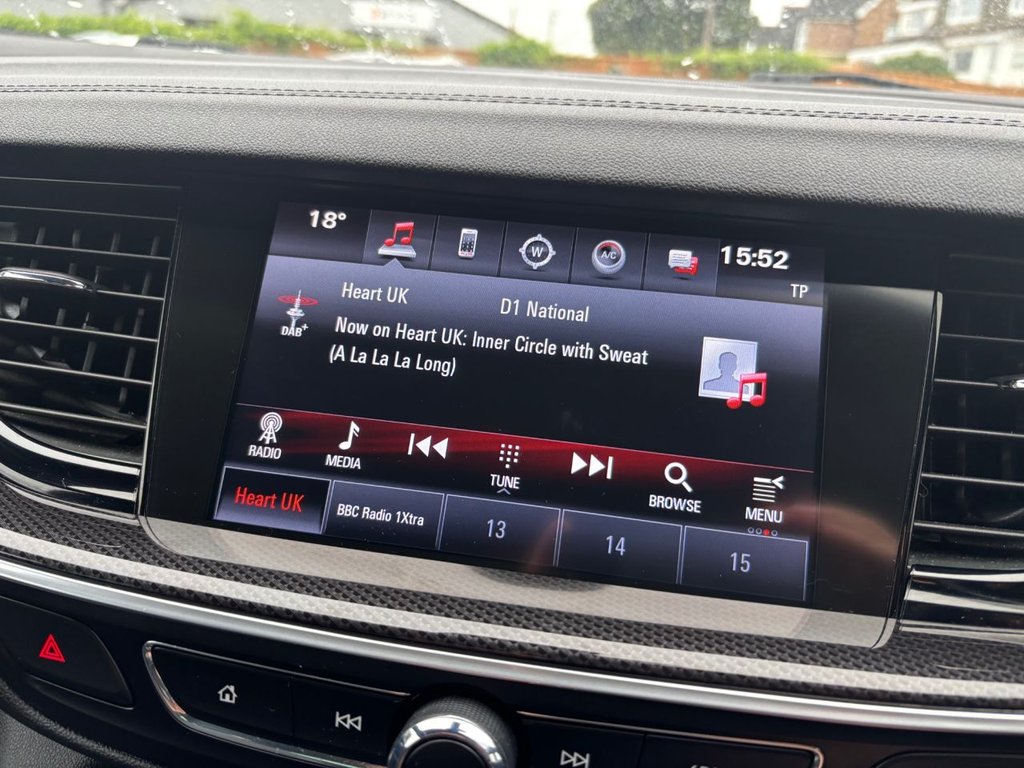 18° W A/C 15:52
TP
Heart UK D1 National
DAB+
Now on Heart UK: Inner Circle with Sweat
(A La La La Long)
RADIO MEDIA TUNE BROWSE MENU
Heart UK BBC Radio 1Xtra 13 14 15